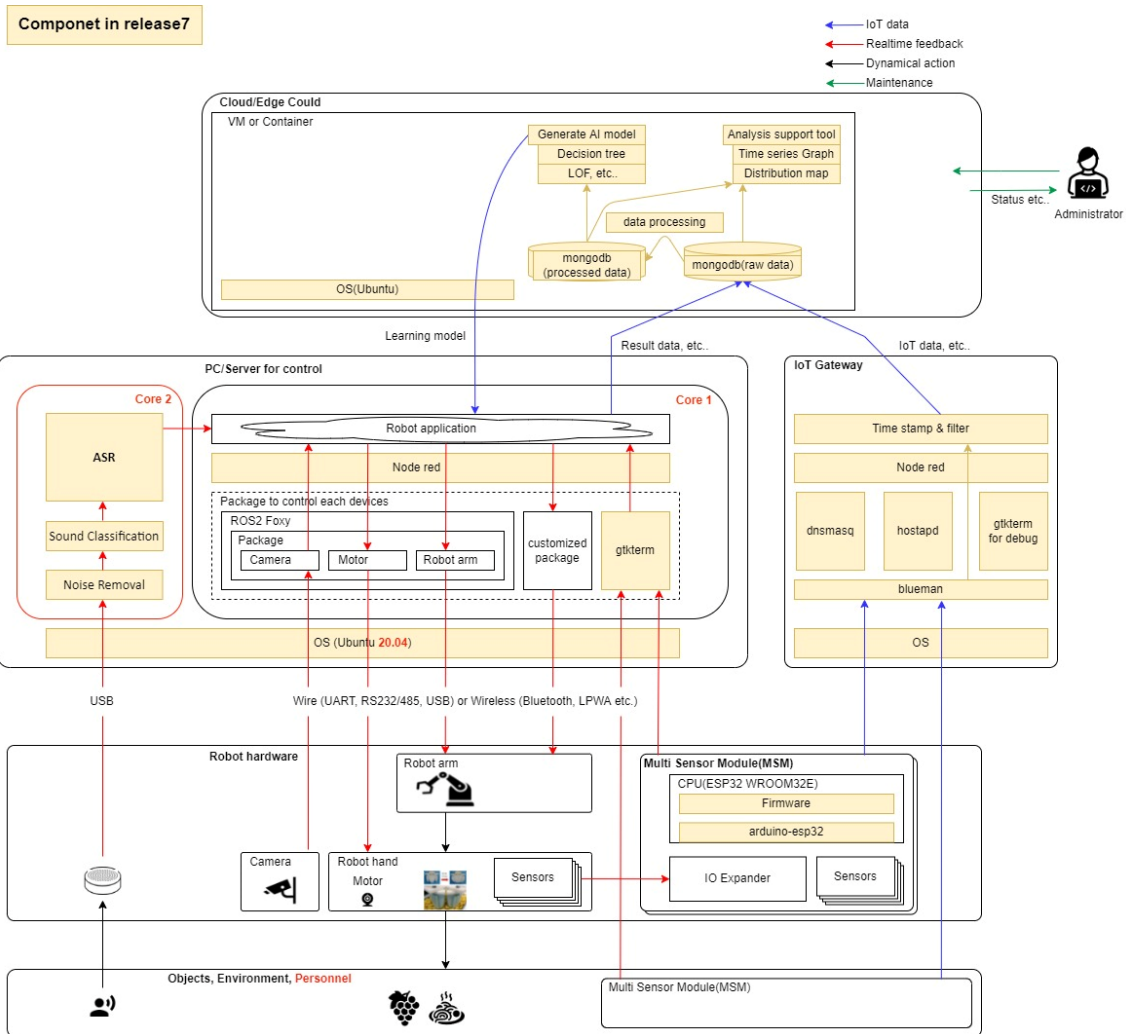 Componet in release7
IoT data
Realtime feedback
Dynamical action
Maintenance
Cloud/Edge Could
VM or Container
Generate AI model
Decision tree
LOF, etc..
Analysis support tool
Time series Graph
Distribution map
data processing
mongodb
(processed data)
mongodb(raw data)
OS(Ubuntu)
Status etc..
Administrator
Learning model
Result data, etc..
IoT data, etc..
PC/Server for control
Core 2
ASR
Sound Classification
Noise Removal
Core 1
Robot application
Node red
Package to control each devices
ROS2 Foxy
Package
Camera
Motor
Robot arm
customized
package
gtkterm
OS (Ubuntu 20.04)
IoT Gateway
Time stamp & filter
Node red
dnsmasq
hostapd
gtkterm
for debug
blueman
OS
USB
Wire (UART, RS232/485, USB) or Wireless (Bluetooth, LPWA etc.)
Robot hardware
Robot arm
Camera
Robot hand
Motor
Sensors
Multi Sensor Module(MSM)
CPU(ESP32 WROOM32E)
Firmware
arduino-esp32
IO Expander
Sensors
Objects, Environment, Personnel
Multi Sensor Module(MSM)